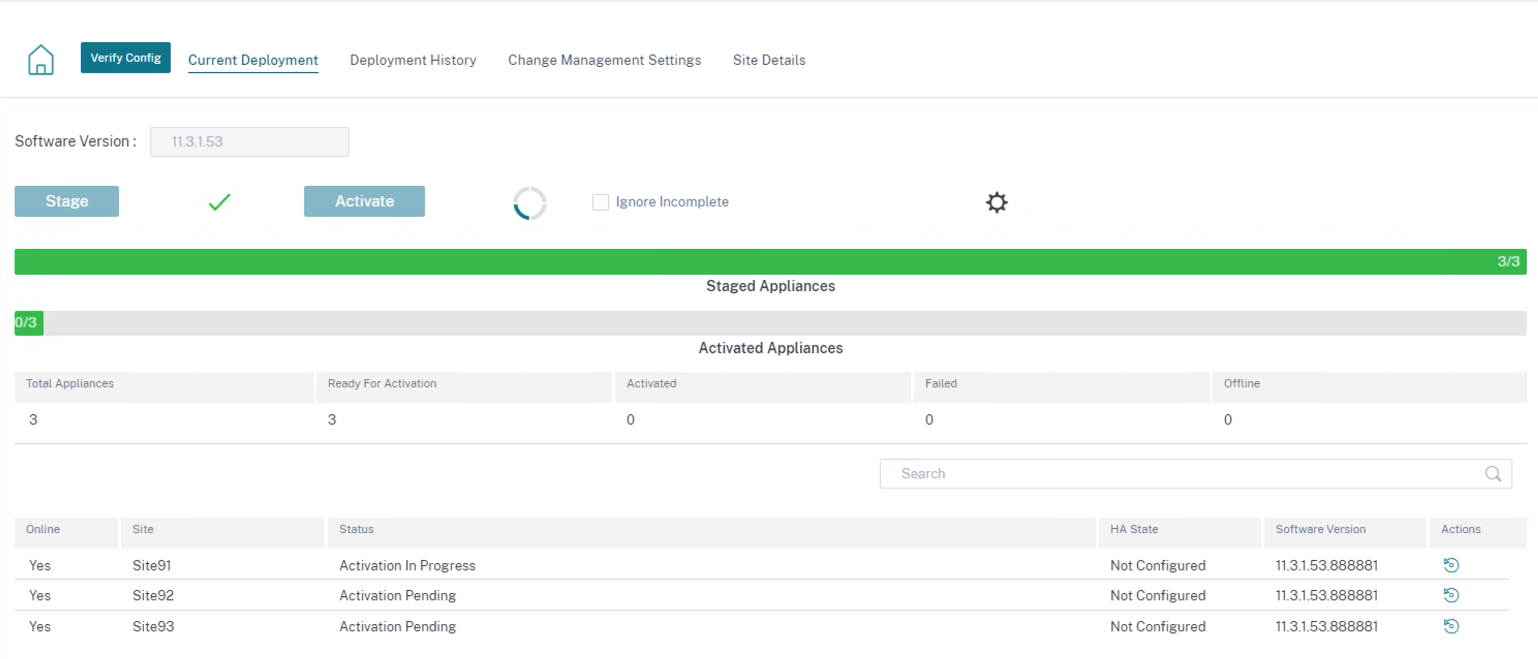 Verify Config Current Deployment Deployment History Change Management Settings Site Details
Software Version : 11.3.1.53
Stage Activate Ignore Incomplete
3/3
Staged Appliances
0/3
Activated Appliances
Total Appliances Ready For Activation Activated Failed Offline
3 3 0 0 0
Search
Online Site Status HA State Software Version Actions
Yes Site91 Activation In Progress Not Configured 11.3.1.53.888881
Yes Site92 Activation Pending Not Configured 11.3.1.53.888881
Yes Site93 Activation Pending Not Configured 11.3.1.53.888881